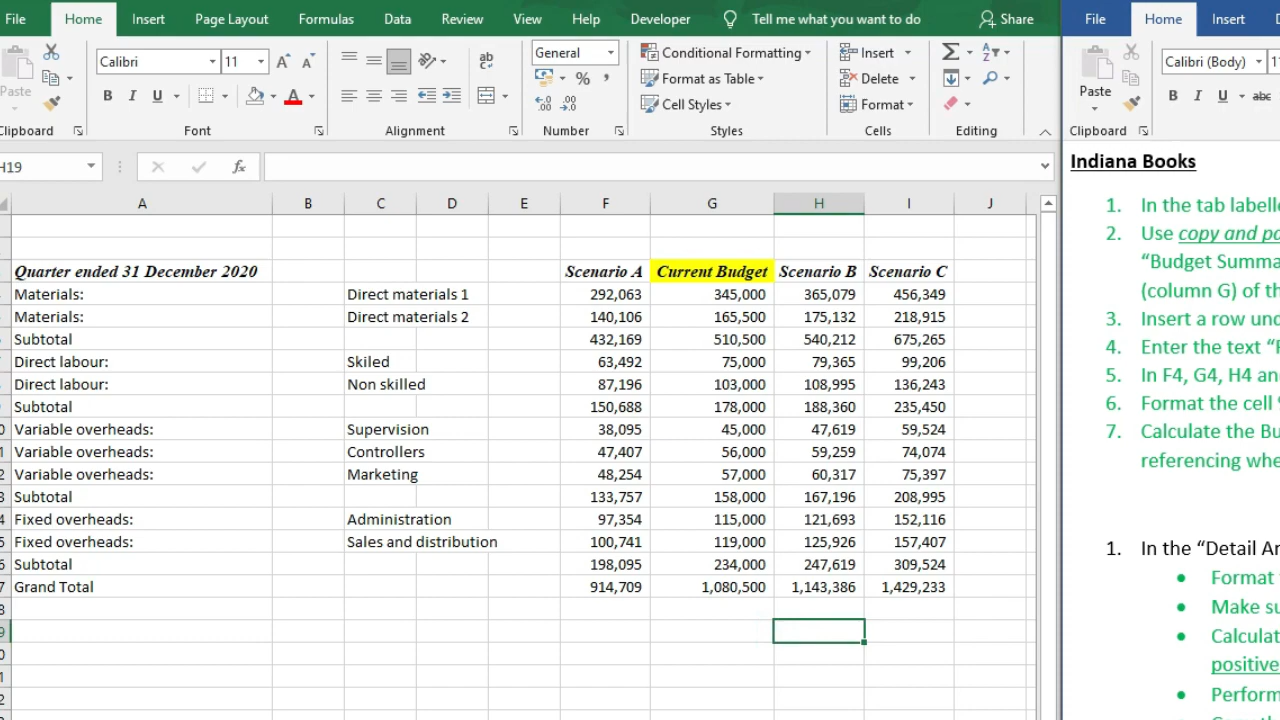 File Home Insert Page Layout Formulas Data Review View Help Developer Tell me what you want to do Share File Home Insert
Calibri 11 General Conditional Formatting Insert Calibri (Body)
Paste B I U % Format as Table Delete Paste B I U abc
Cell Styles Format
Clipboard Font Alignment Number Styles Cells Editing Clipboard
H19 fx
Indiana Books
A B C D E F G H I J
Quarter ended 31 December 2020 Scenario A Current Budget Scenario B Scenario C
Materials: Direct materials 1 292,063 345,000 365,079 456,349
Materials: Direct materials 2 140,106 165,500 175,132 218,915
Subtotal 432,169 510,500 540,212 675,265
Direct labour: Skiled 63,492 75,000 79,365 99,206
Direct labour: Non skilled 87,196 103,000 108,995 136,243
Subtotal 150,688 178,000 188,360 235,450
Variable overheads: Supervision 38,095 45,000 47,619 59,524
Variable overheads: Controllers 47,407 56,000 59,259 74,074
Variable overheads: Marketing 48,254 57,000 60,317 75,397
Subtotal 133,757 158,000 167,196 208,995
Fixed overheads: Administration 97,354 115,000 121,693 152,116
Fixed overheads: Sales and distribution 100,741 119,000 125,926 157,407
Subtotal 198,095 234,000 247,619 309,524
Grand Total 914,709 1,080,500 1,143,386 1,429,233
1. In the tab labelle
2. Use copy and pa
“Budget Summa
(column G) of th
3. Insert a row und
4. Enter the text “F
5. In F4, G4, H4 an
6. Format the cell
7. Calculate the Bu
referencing whe
1. In the “Detail An
• Format
• Make su
• Calculat
positive
• Perform